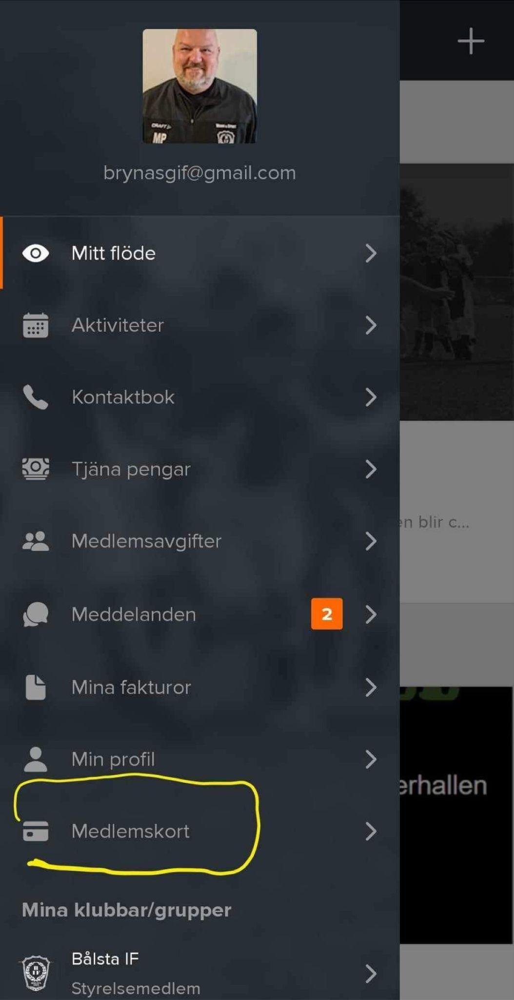 CRAFT
MP
brynasgif@gmail.com
Mitt flöde
Aktiviteter
Kontaktbok
Tjäna pengar
en blir c...
Medlemsavgifter
Meddelanden
2
Mina fakturor
Min profil
erhallen
Medlemskort
Mina klubbar/grupper
Bålsta IF
Styrelsemedlem